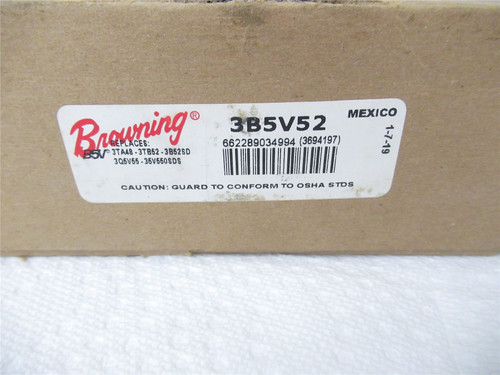 Browning®
3B5V52
MEXICO
1-7-19
REPLACES:
B5V 3TA48 - 3TB52 - 3B52SD
3Q5V55 - 35V550SDS
662289034994 (3694197)
CAUTION: GUARD TO CONFORM TO OSHA STDS